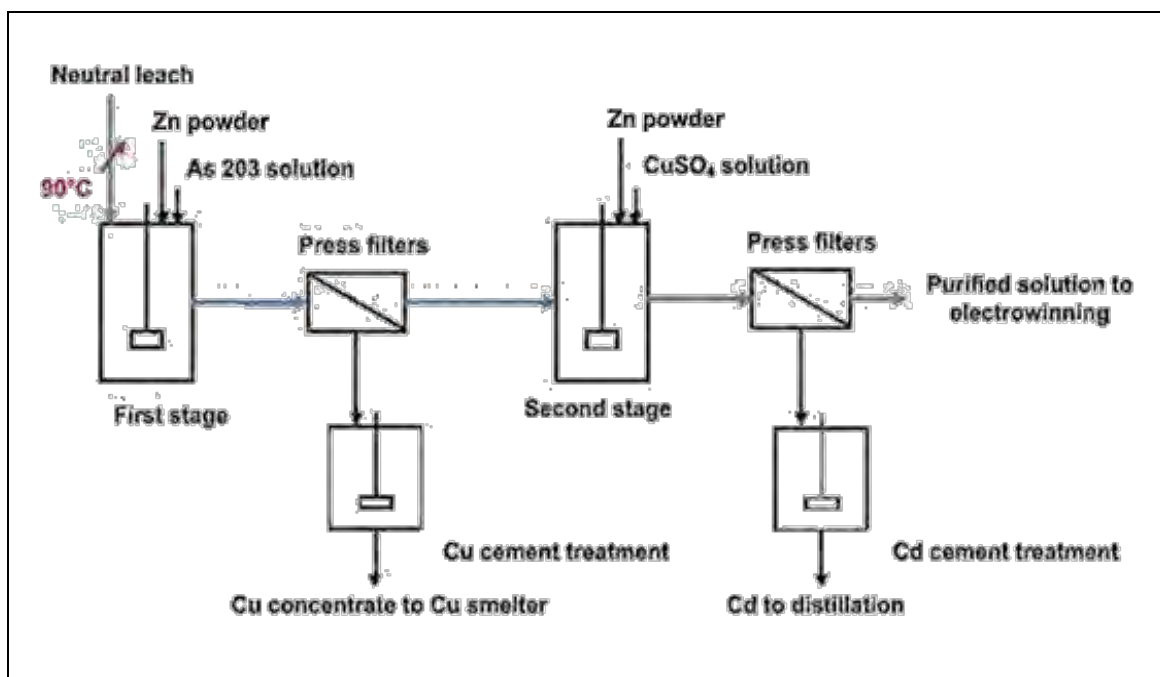 Neutral leach
Zn powder
As 203 solution
90°C
Press filters
First stage
Cu cement treatment
Cu concentrate to Cu smelter
Zn powder
CuSO₄ solution
Second stage
Press filters
Purified solution to
electrowinning
Cd cement treatment
Cd to distillation